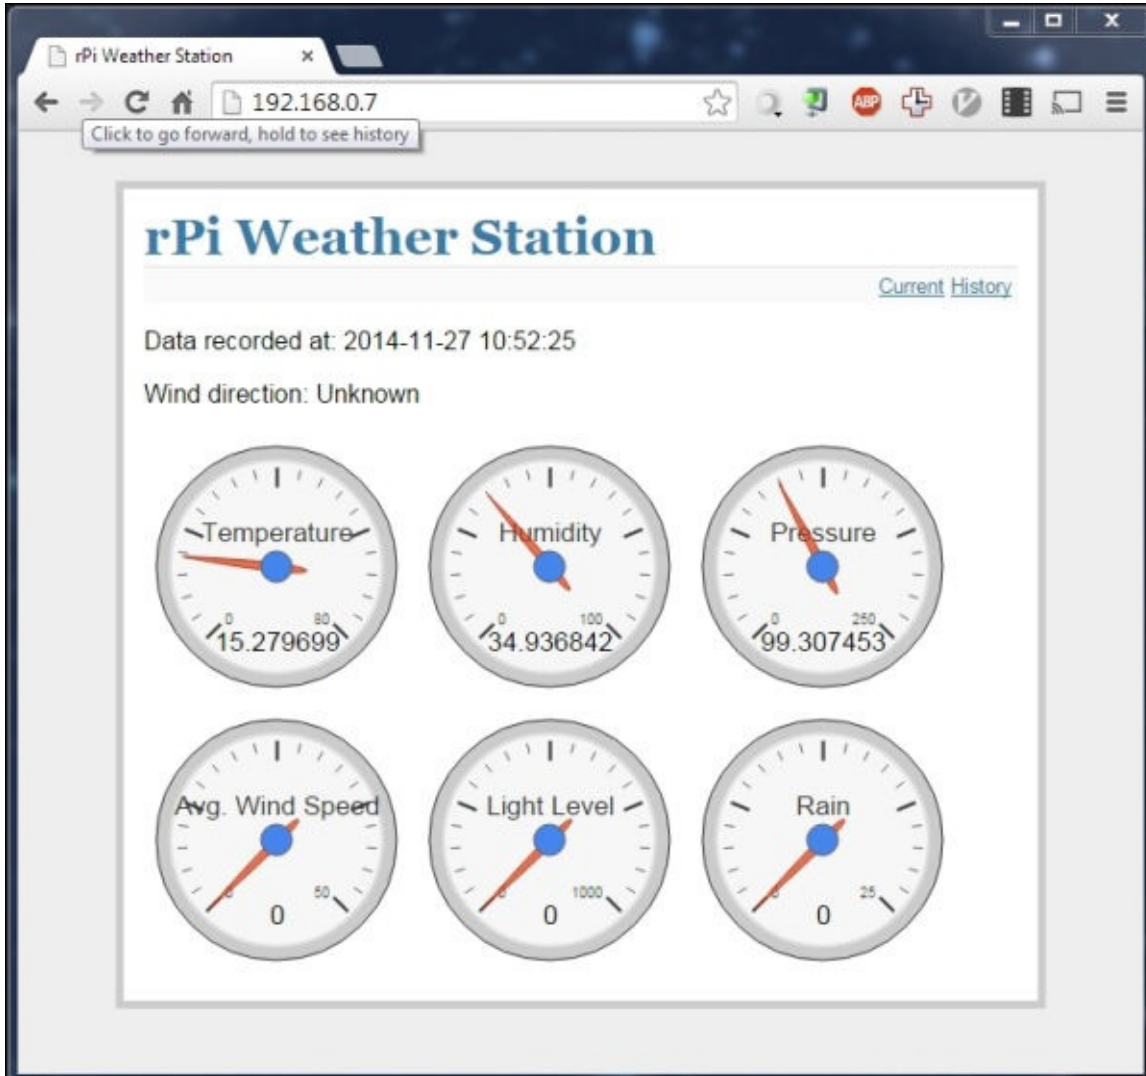 rPi Weather Station
192.168.0.7
ABP
Click to go forward, hold to see history
rPi Weather Station
Current History
Data recorded at: 2014-11-27 10:52:25
Wind direction: Unknown
Temperature Humidity Pressure
0 80 0 100 0 250
15.279699 34.936842 99.307453
Avg. Wind Speed Light Level Rain
50 1000 25
0 0 0